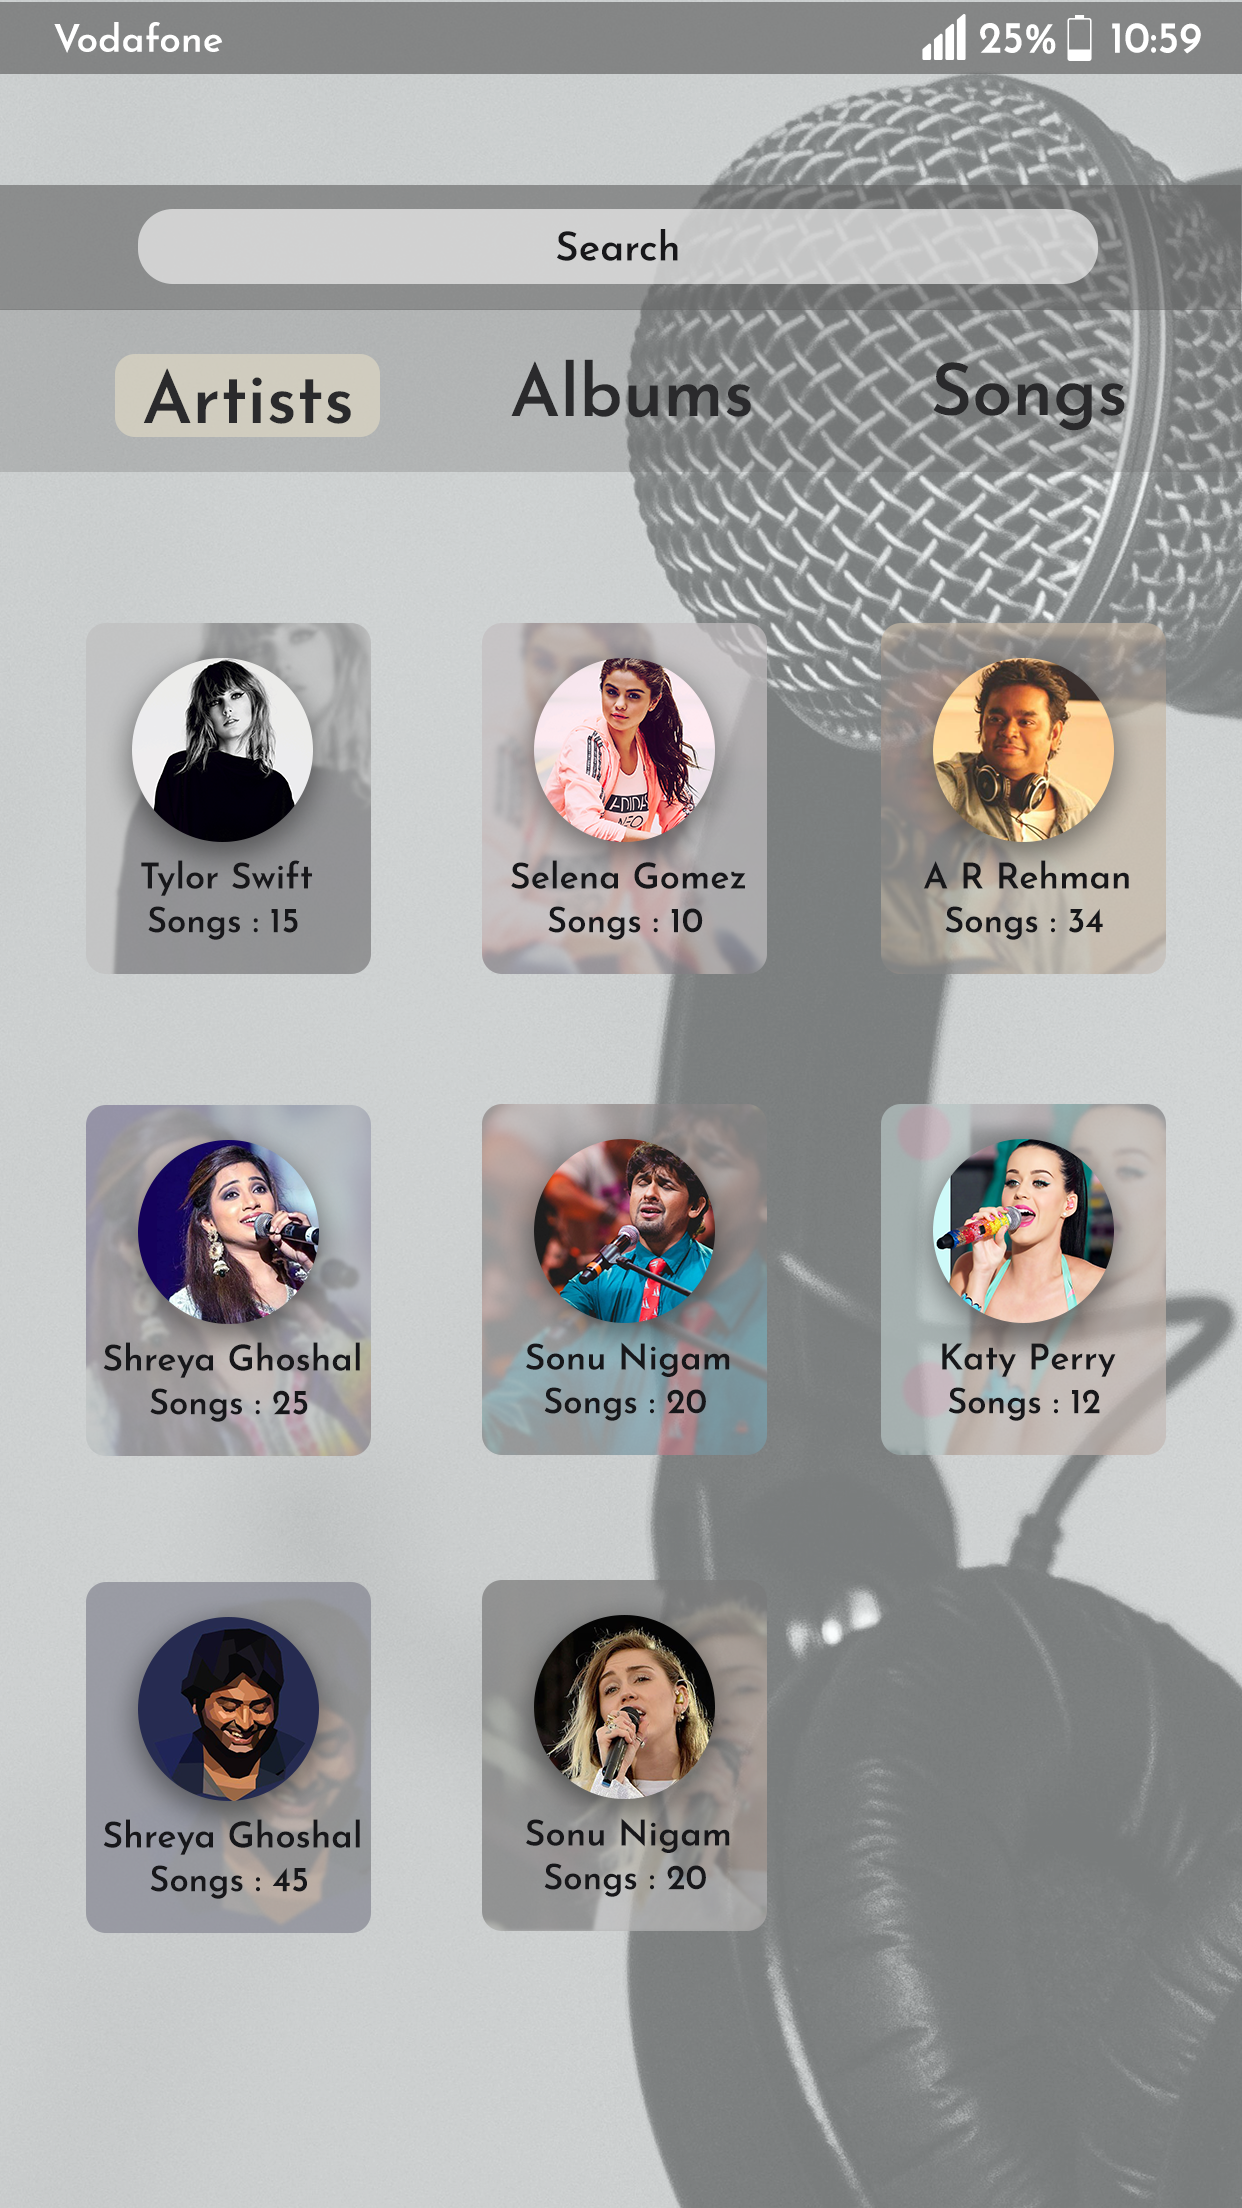 Vodafone 25% 10:59
Search
Artists Albums Songs
Tylor Swift
Songs : 15
Selena Gomez
Songs : 10
A R Rehman
Songs : 34
Shreya Ghoshal
Songs : 25
Sonu Nigam
Songs : 20
Katy Perry
Songs : 12
Shreya Ghoshal
Songs : 45
Sonu Nigam
Songs : 20